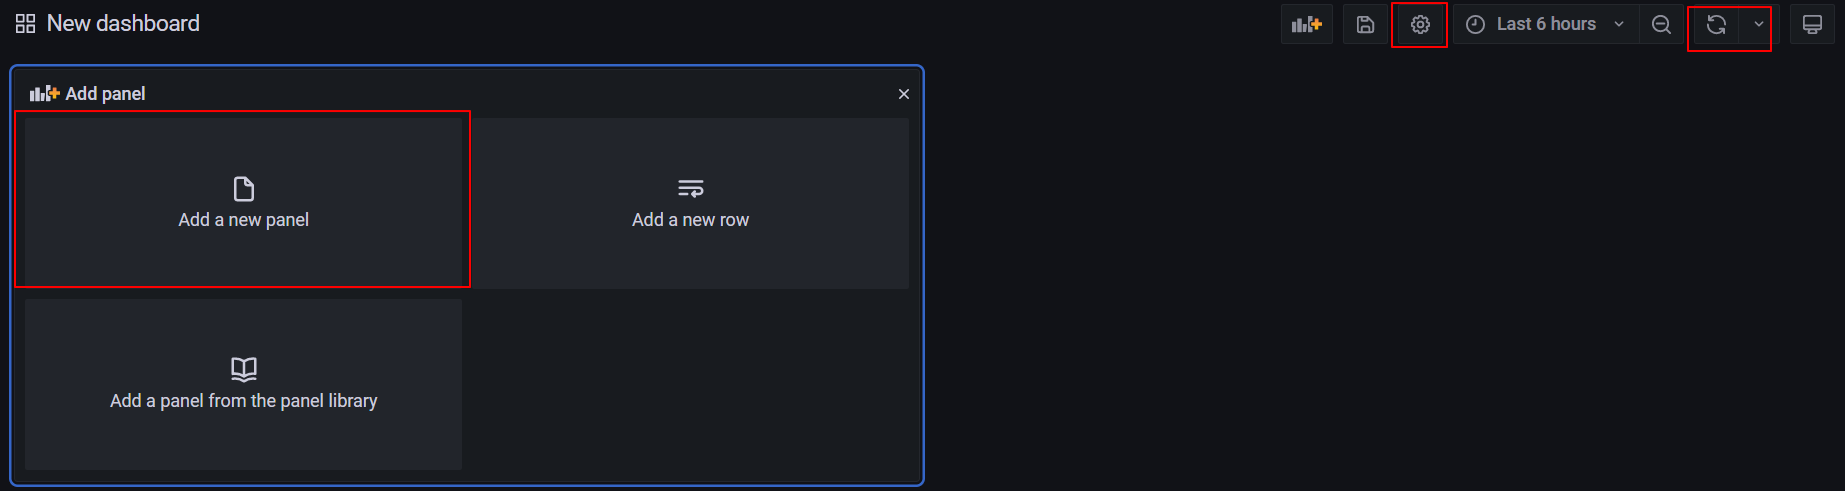 New dashboard
Last 6 hours
Add panel
Add a new panel
Add a new row
Add a panel from the panel library